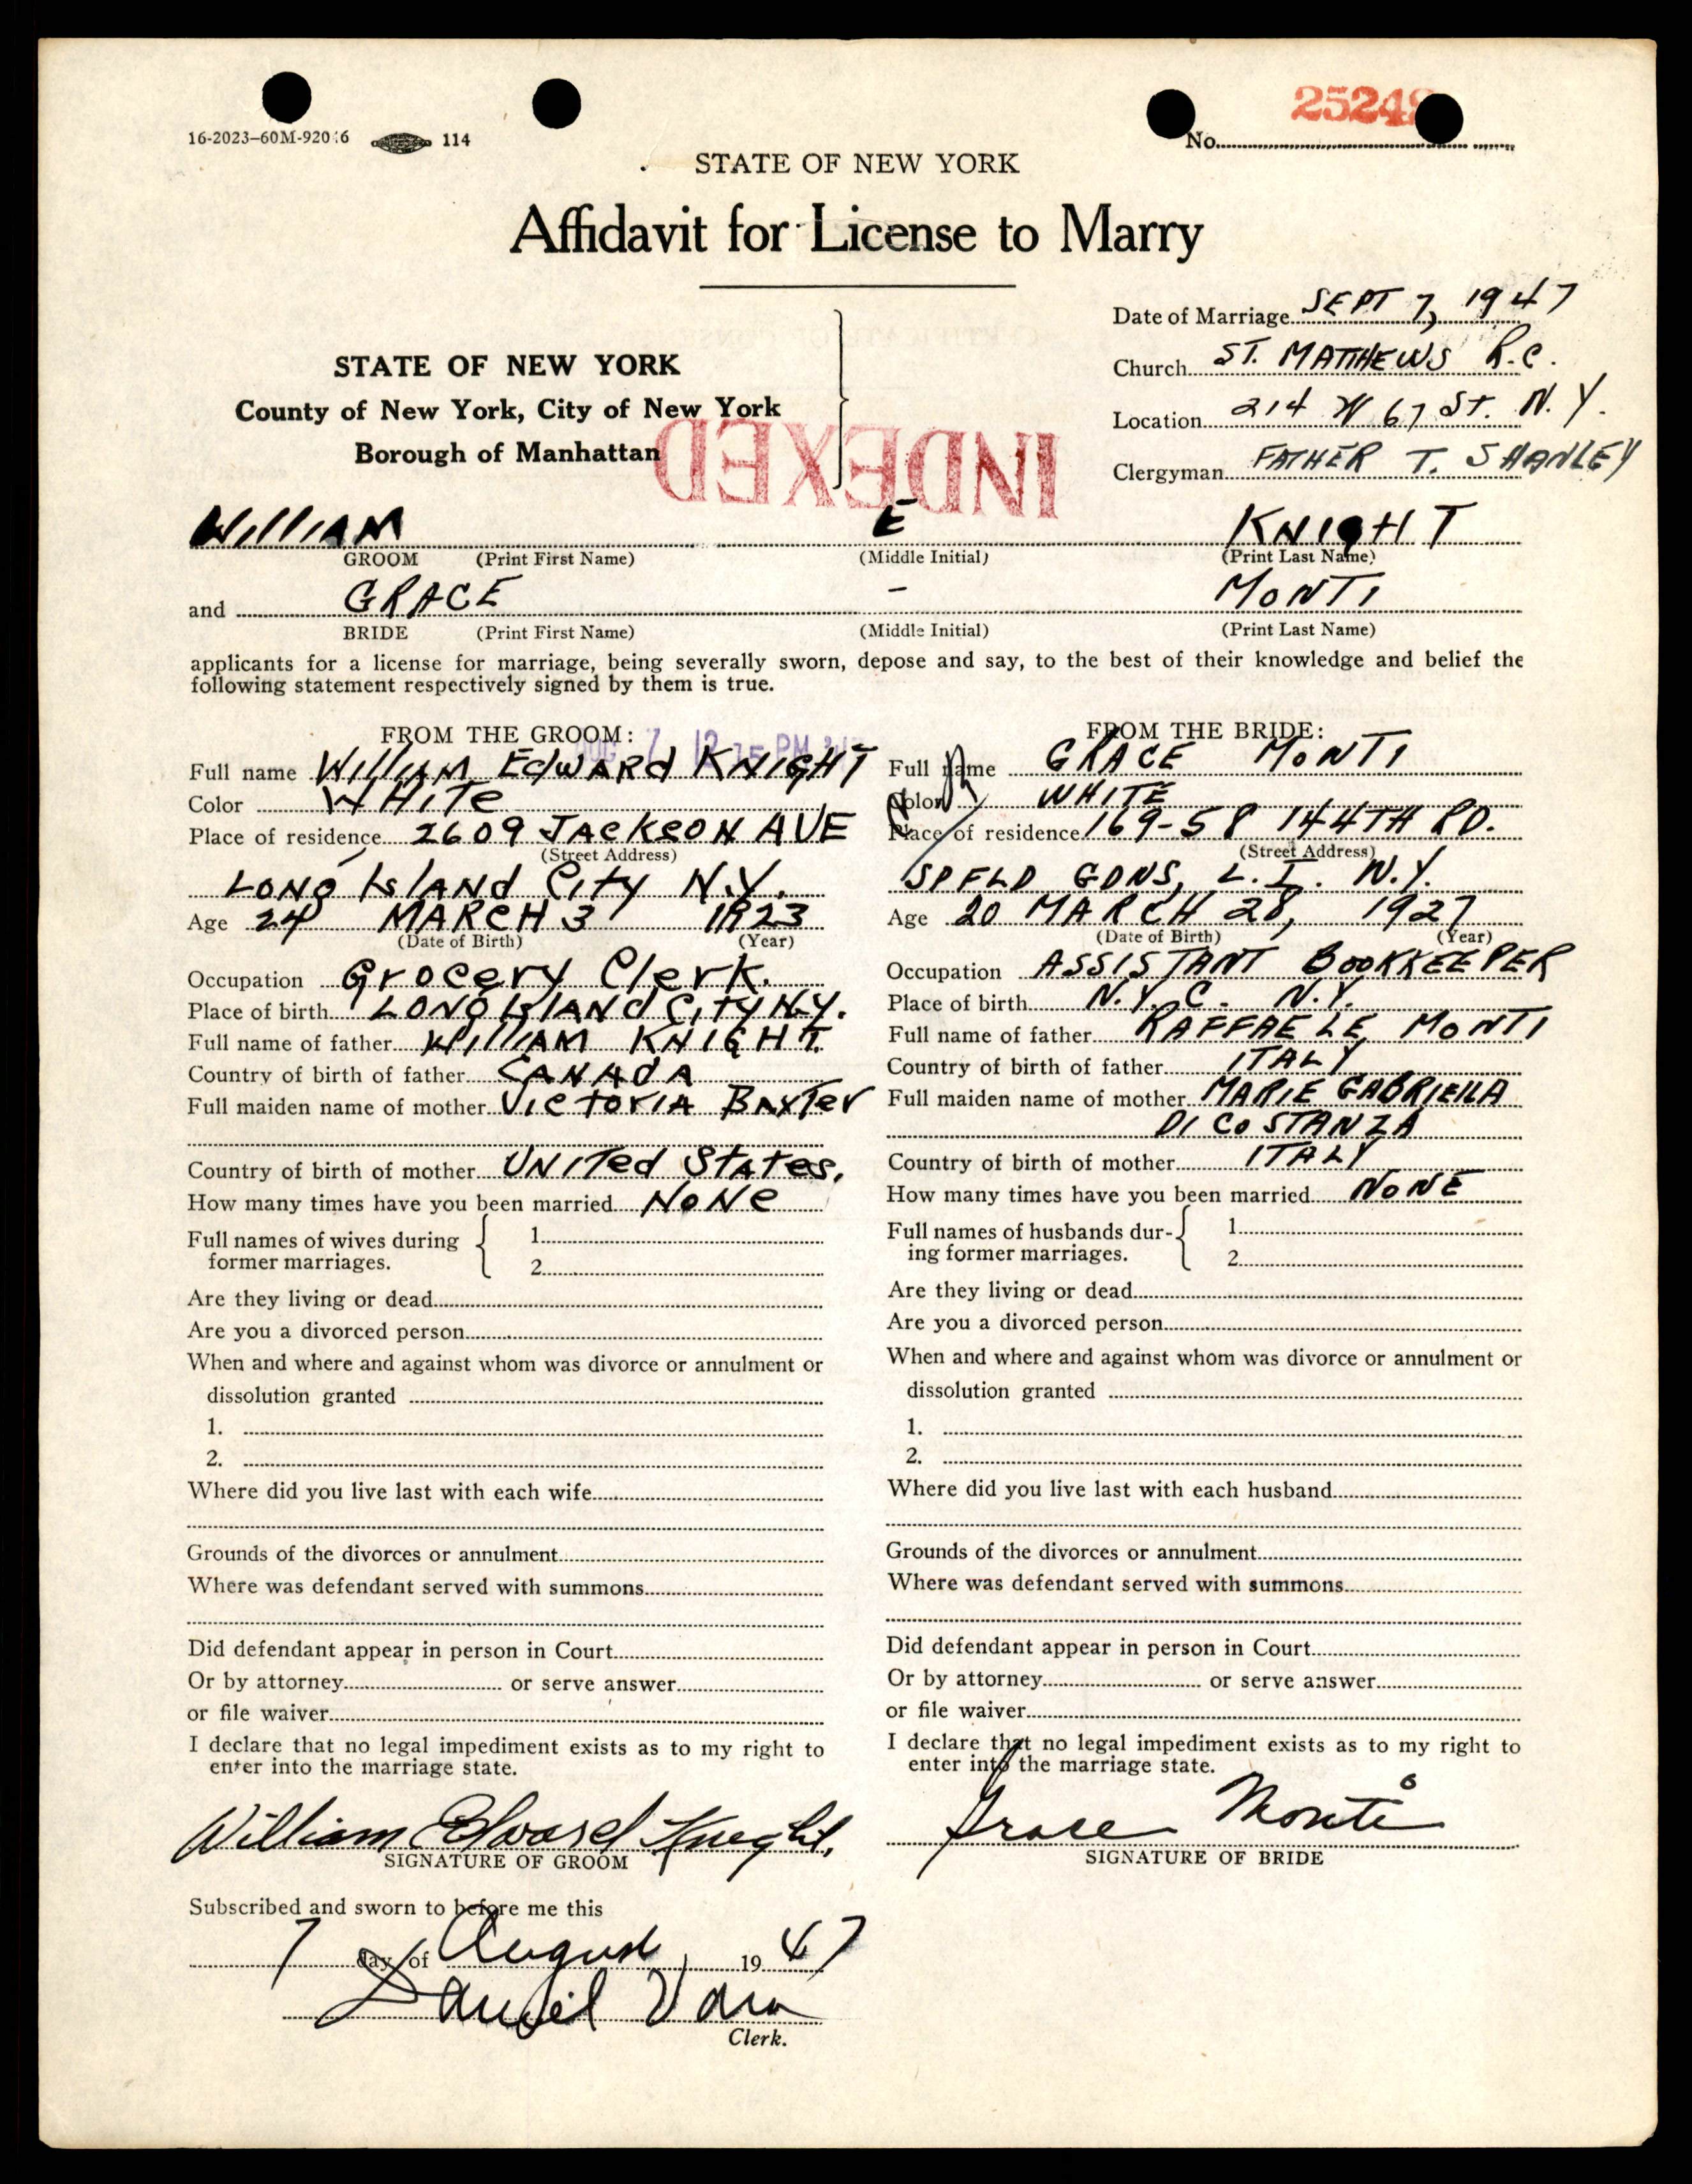 16-2023–60M-92046 114
No. 2524
STATE OF NEW YORK
Affidavit for License to Marry
Date of Marriage SEPT 7, 1947
Church ST. MATTHEWS R.C.
Location 214 W 67 St. N.Y.
Clergyman FATHER T. SHANLEY
STATE OF NEW YORK
County of New York, City of New York
Borough of Manhattan
INDEXED
William E KNIGHT
GROOM (Print First Name) (Middle Initial) (Print Last Name)
and GRACE - MONTI
BRIDE (Print First Name) (Middle Initial) (Print Last Name)
applicants for a license for marriage, being severally sworn, depose and say, to the best of their knowledge and belief the
following statement respectively signed by them is true.
FROM THE GROOM:
AUG 7 12 15 PM
Full name William Edward KNIGHT
Color WHITE
Place of residence 2609 JACKSON AVE
(Street Address)
LONG ISLAND City N.Y.
Age 24 MARCH 3 1923
(Date of Birth) (Year)
Occupation Grocery Clerk.
Place of birth LONG ISLAND CITY N.Y.
Full name of father William KNIGHT.
Country of birth of father CANADA
Full maiden name of mother Victoria Baxter
Country of birth of mother United States.
How many times have you been married NONE
Full names of wives during former marriages. 1
2
Are they living or dead
Are you a divorced person
When and where and against whom was divorce or annulment or
dissolution granted
1.
2.
Where did you live last with each wife
Grounds of the divorces or annulment
Where was defendant served with summons
Did defendant appear in person in Court
Or by attorney or serve answer
or file waiver
I declare that no legal impediment exists as to my right to
enter into the marriage state.
William Edward Knight.
SIGNATURE OF GROOM
FROM THE BRIDE:
Full name GRACE MONTI
Color WHITE
Place of residence 169-58 144TH RD.
(Street Address)
SPFLD GDNS, L.I. N.Y.
Age 20 MARCH 28, 1927
(Date of Birth) (Year)
Occupation ASSISTANT BOOKKEEPER
Place of birth N.Y.C. N.Y.
Full name of father RAFFAELE MONTI
Country of birth of father ITALY
Full maiden name of mother MARIE GABRIELLA
DI COSTANZA
Country of birth of mother ITALY
How many times have you been married NONE
Full names of husbands dur-
ing former marriages. 1
2
Are they living or dead
Are you a divorced person
When and where and against whom was divorce or annulment or
dissolution granted
1.
2.
Where did you live last with each husband
Grounds of the divorces or annulment
Where was defendant served with summons
Did defendant appear in person in Court
Or by attorney or serve answer
or file waiver
I declare that no legal impediment exists as to my right to
enter into the marriage state.
Grace Monti
SIGNATURE OF BRIDE
Subscribed and sworn to before me this
7 day of August 1947
Daniel
Clerk.